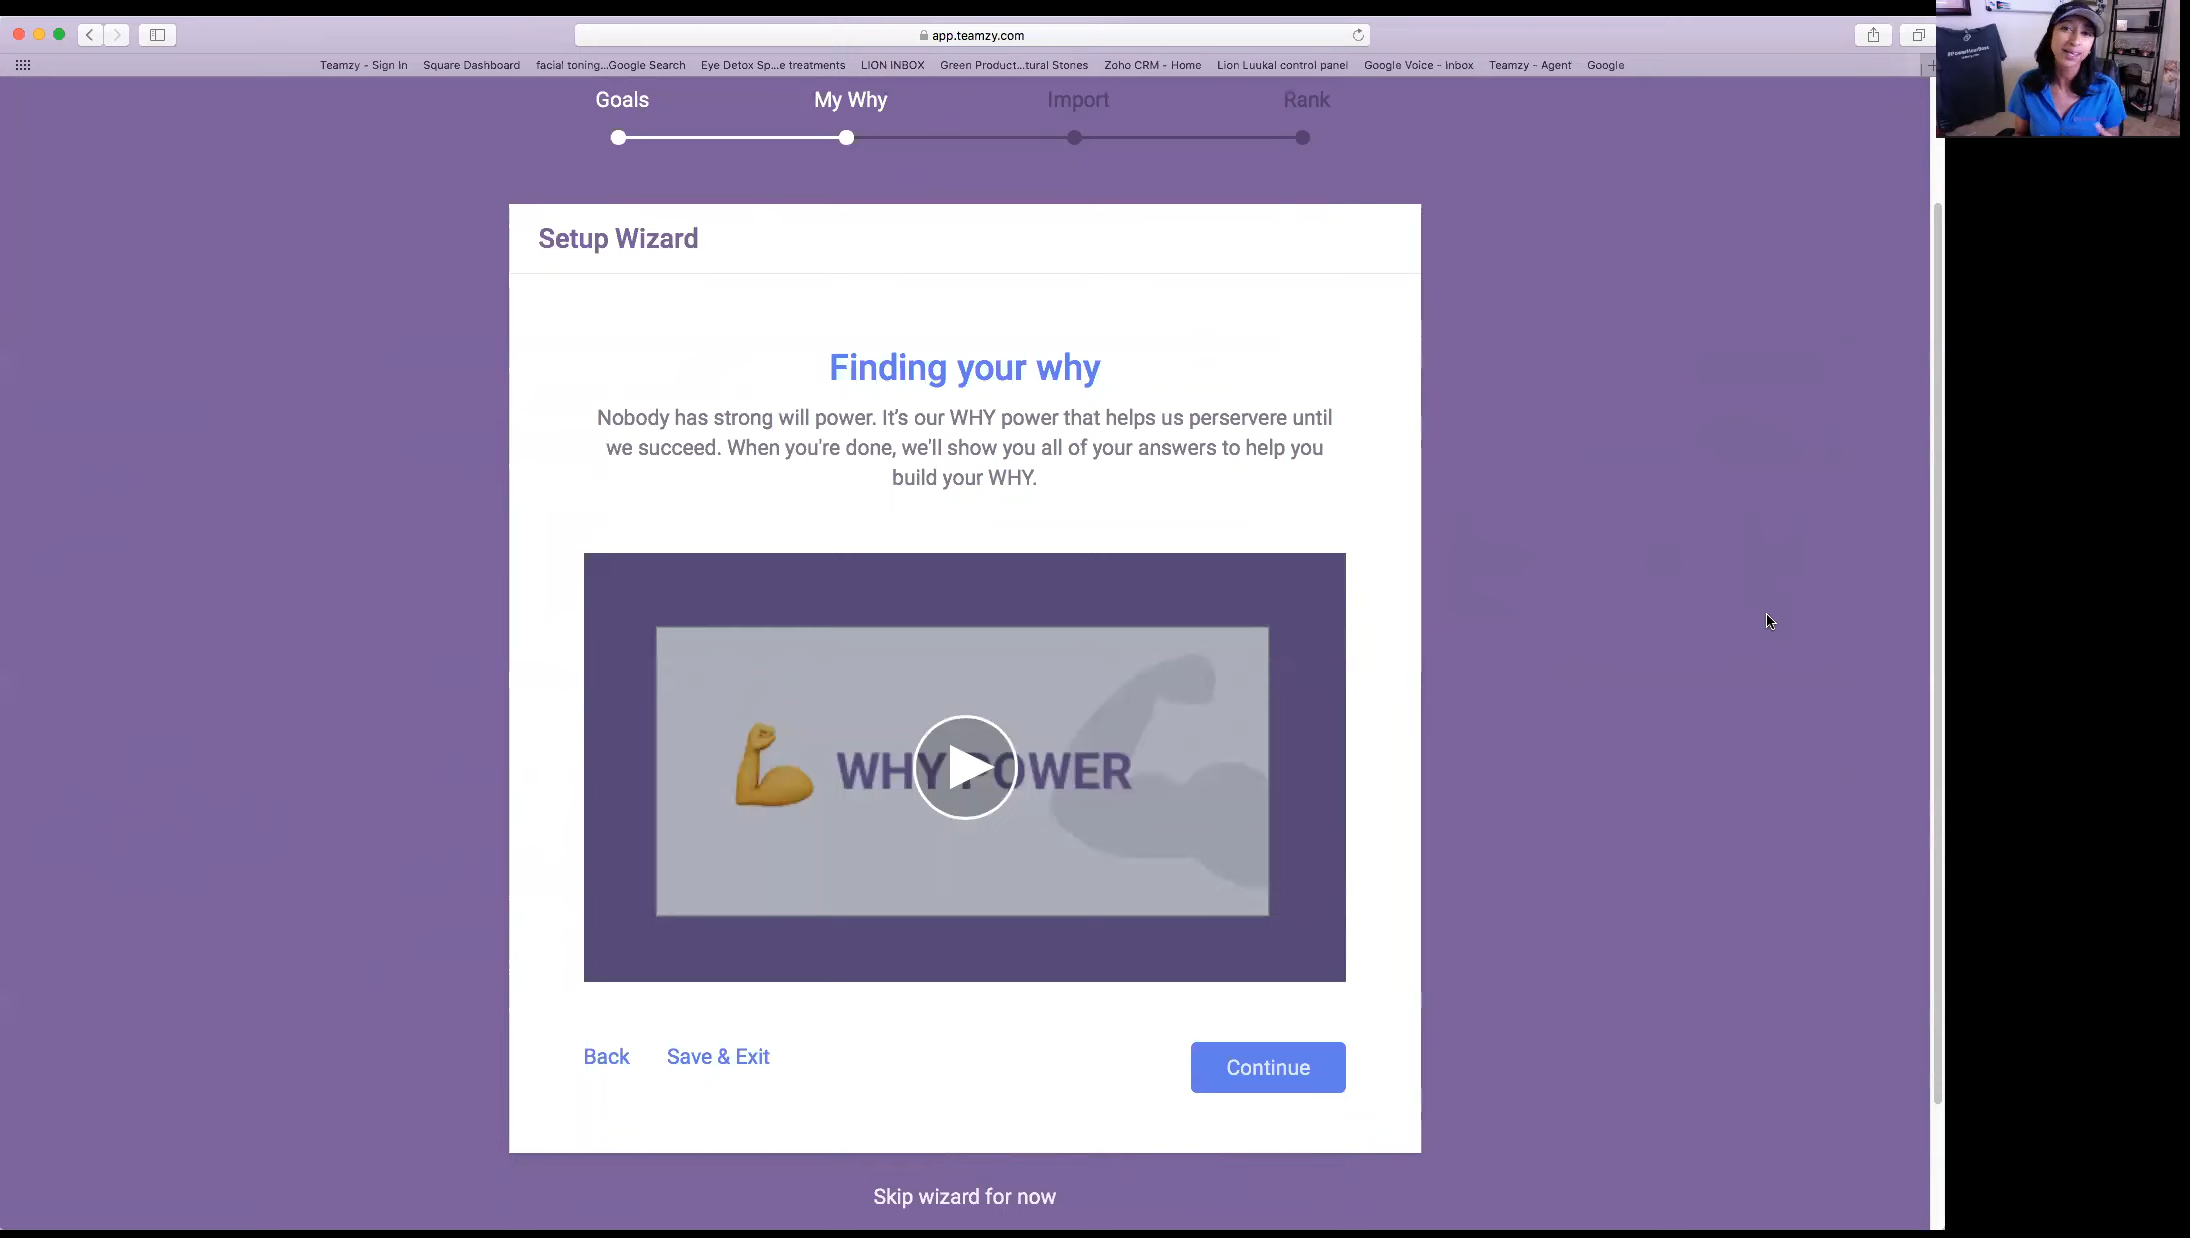 app.teamzy.com
Teamzy - Sign In Square Dashboard facial toning...Google Search Eye Detox Sp...e treatments LION INBOX Green Product...tural Stones Zoho CRM - Home Lion Luukal control panel Google Voice - Inbox Teamzy - Agent Google
Goals My Why Import Rank
Setup Wizard
Finding your why
Nobody has strong will power. It's our WHY power that helps us perservere until
we succeed. When you're done, we'll show you all of your answers to help you
build your WHY.
WHY POWER
Back Save & Exit Continue
Skip wizard for now